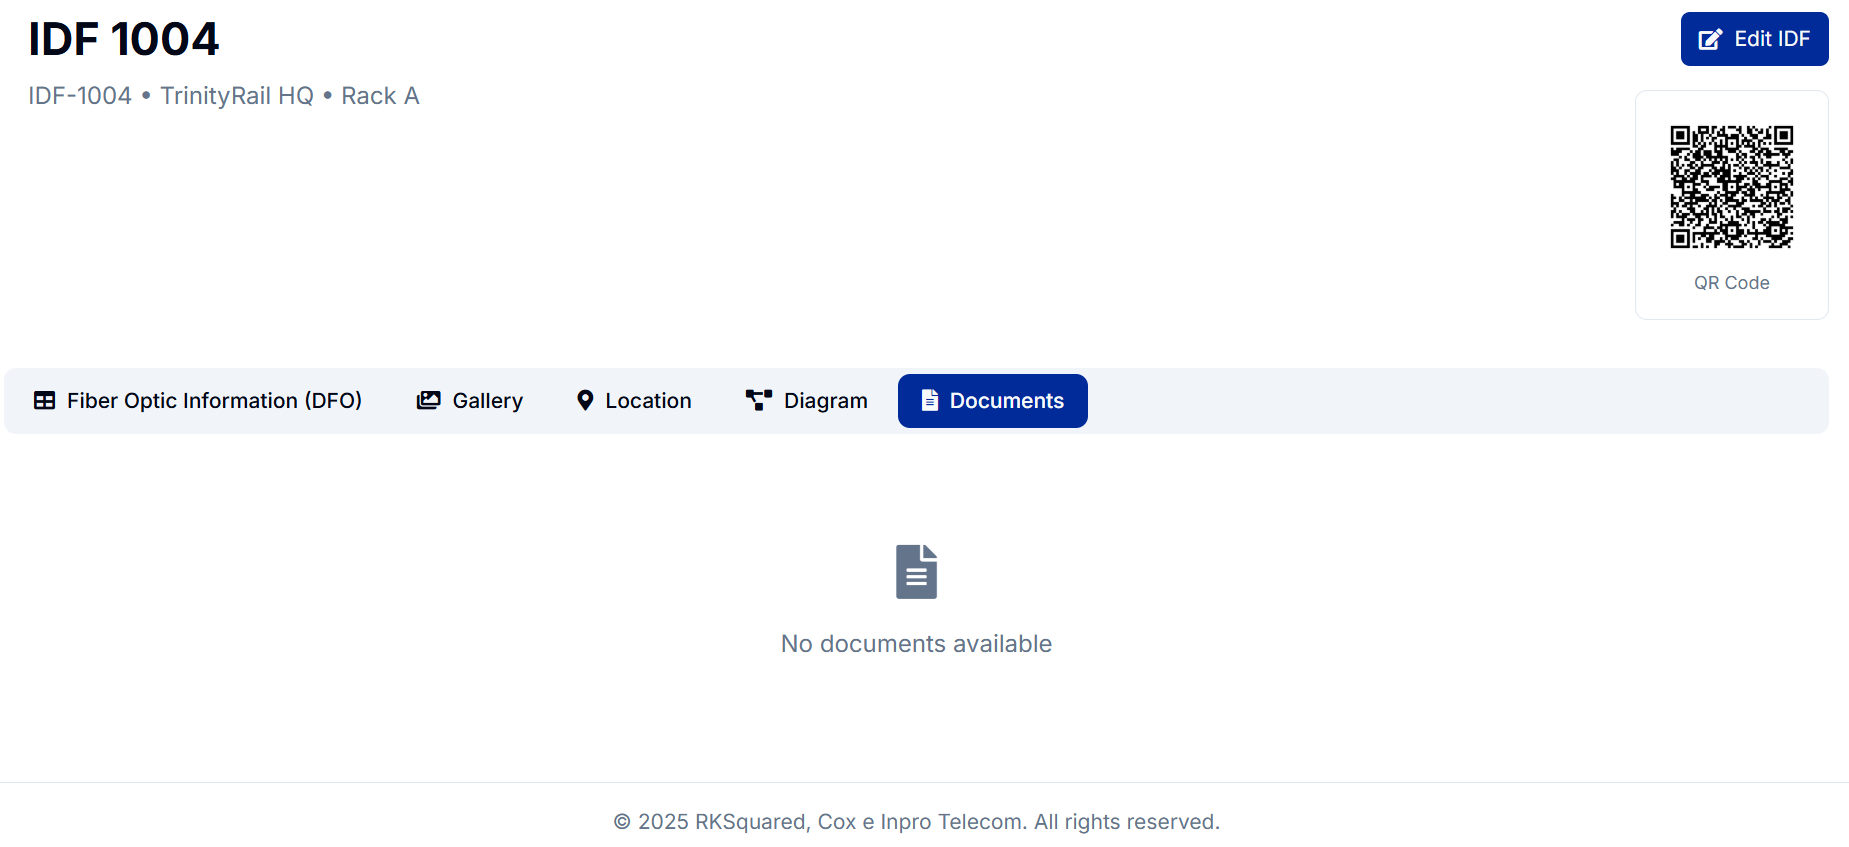 IDF 1004
Edit IDF
IDF-1004 • TrinityRail HQ • Rack A
QR Code
Fiber Optic Information (DFO)
Gallery
Location
Diagram
Documents
No documents available
© 2025 RKSquared, Cox e Inpro Telecom. All rights reserved.